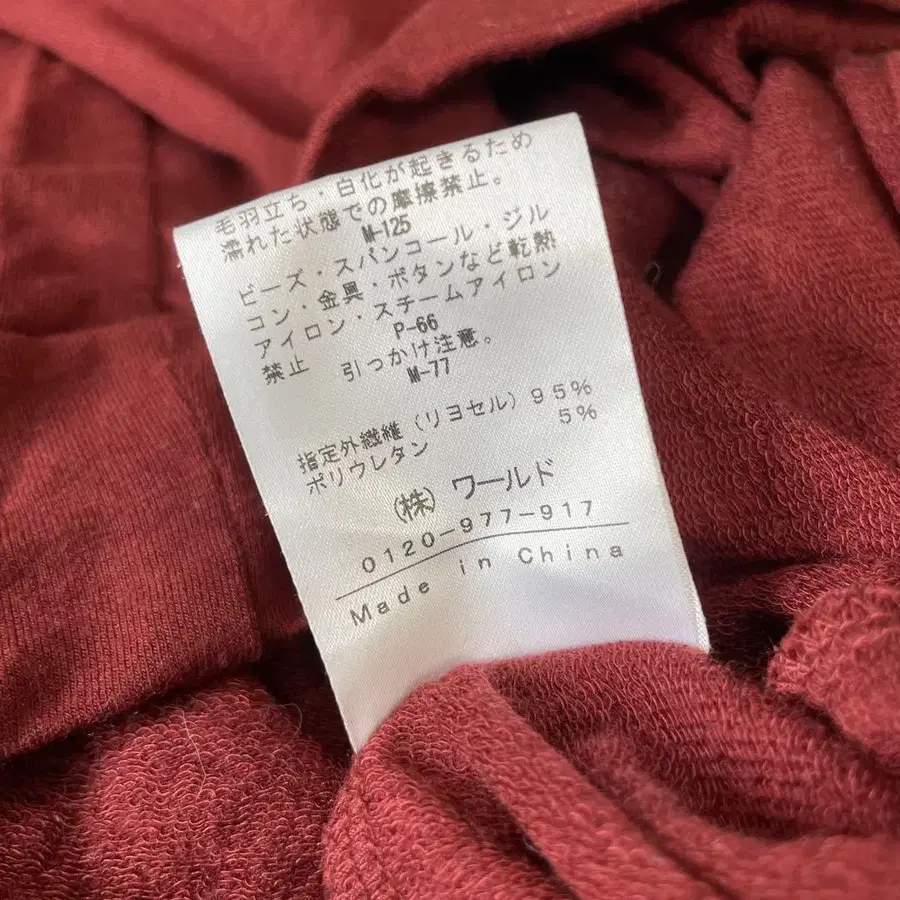 毛羽立ち・白化が起きるため
濡れた状態での摩擦禁止。
M-125
ビーズ・スパンコール・ジル
コン・金具・ボタンなど乾熱
アイロン・スチームアイロン
P-66
禁止 引っかけ注意。
M-77
指定外繊維（リヨセル）95%
ポリウレタン 5%
(株) ワールド
0120-977-917
Made in China